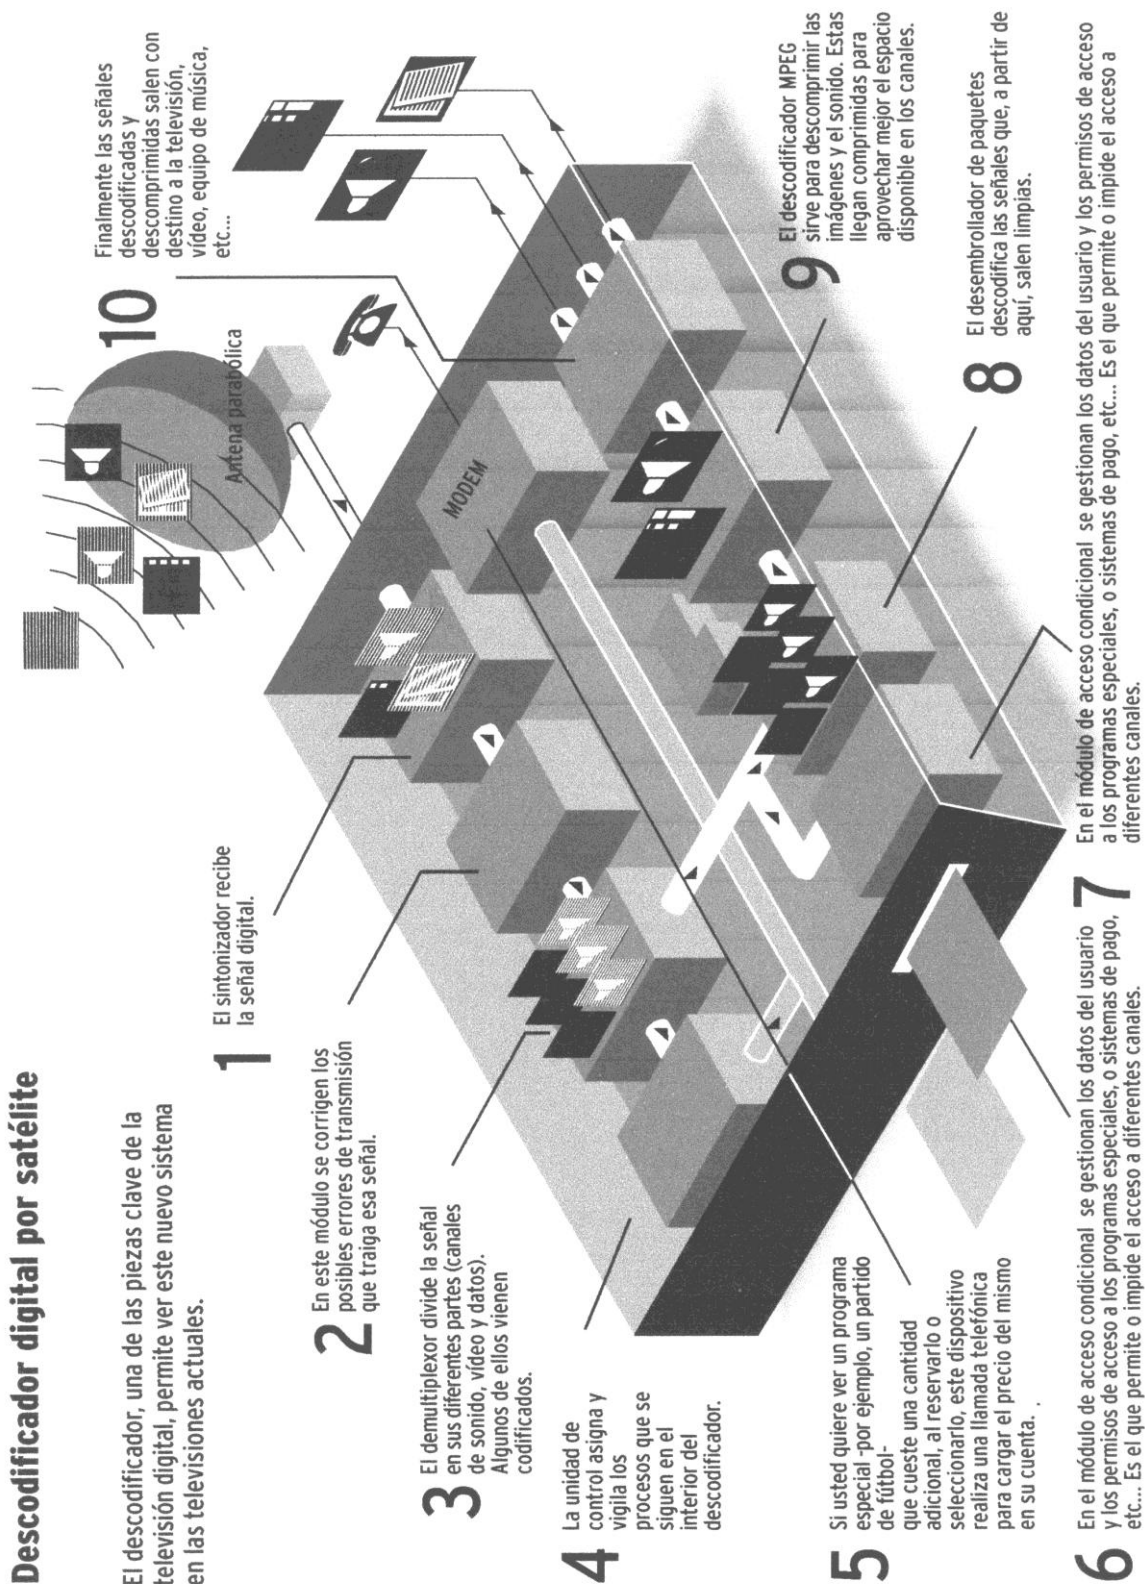 Descodificador digital por satélite
El descodificador, una de las piezas clave de la
televisión digital, permite ver este nuevo sistema
en las televisiones actuales.
1
El sintonizador recibe
la señal digital.
2
En este módulo se corrigen los
posibles errores de transmisión
que traiga esa señal.
3
El demultiplexor divide la señal
en sus diferentes partes (canales
de sonido, vídeo y datos).
Algunos de ellos vienen
codificados.
4
La unidad de
control asigna y
vigila los
procesos que se
siguen en el
interior del
descodificador.
5
Si usted quiere ver un programa
especial -por ejemplo, un partido
de fútbol-
que cueste una cantidad
adicional, al reservarlo o
seleccionarlo, este dispositivo
realiza una llamada telefónica
para cargar el precio del mismo
en su cuenta.
6
En el módulo de acceso condicional se gestionan los datos del usuario
y los permisos de acceso a los programas especiales, o sistemas de pago,
etc... Es el que permite o impide el acceso a diferentes canales.
7
En el módulo de acceso condicional se gestionan los datos del usuario y los permisos de acceso
a los programas especiales, o sistemas de pago, etc... Es el que permite o impide el acceso a
diferentes canales.
8
El desembrollador de paquetes
descodifica las señales que, a partir de
aquí, salen limpias.
9
El descodificador MPEG
sirve para descomprimir las
imágenes y el sonido. Estas
llegan comprimidas para
aprovechar mejor el espacio
disponible en los canales.
10
Finalmente las señales
descodificadas y
descomprimidas salen con
destino a la televisión,
vídeo, equipo de música,
etc...
Antena parabólica
MODEM